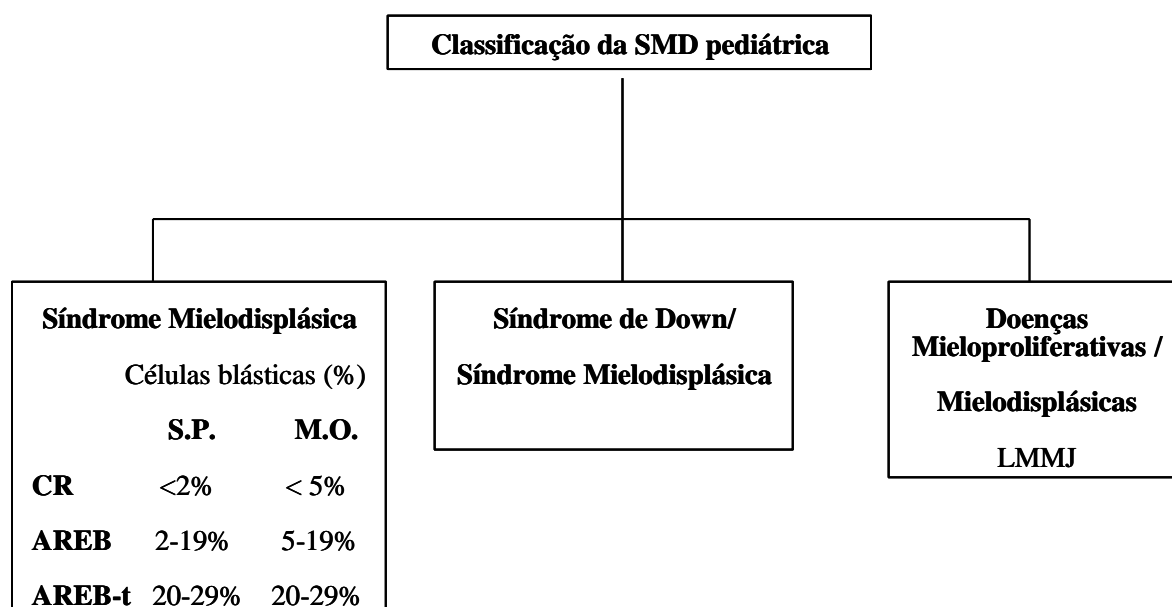 Classificação da SMD pediátrica
Síndrome Mielodisplásica
Células blásticas (%)
S.P. M.O.
CR <2% < 5%
AREB 2-19% 5-19%
AREB-t 20-29% 20-29%
Síndrome de Down/
Síndrome Mielodisplásica
Doenças
Mieloproliferativas /
Mielodisplásicas
LMMJ